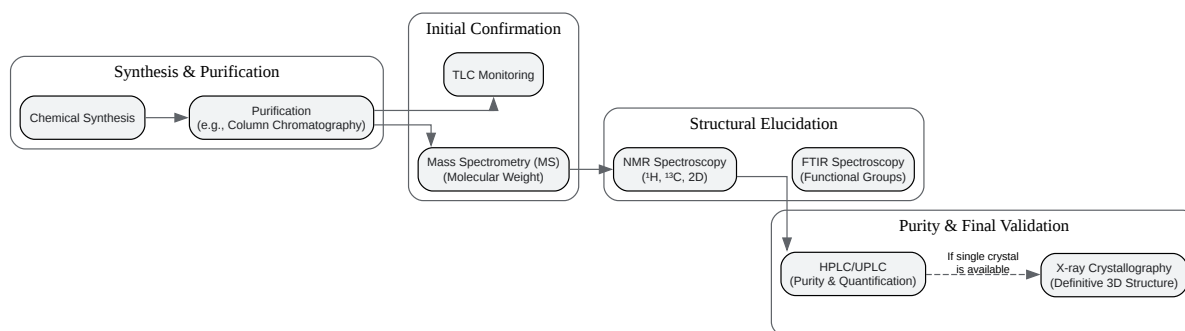 Synthesis & Purification
Chemical Synthesis
Purification
(e.g., Column Chromatography)
Initial Confirmation
TLC Monitoring
Mass Spectrometry (MS)
(Molecular Weight)
Structural Elucidation
NMR Spectroscopy
(¹H, ¹³C, 2D)
FTIR Spectroscopy
(Functional Groups)
Purity & Final Validation
HPLC/UPLC
(Purity & Quantification)
If single crystal
is available
X-ray Crystallography
(Definitive 3D Structure)